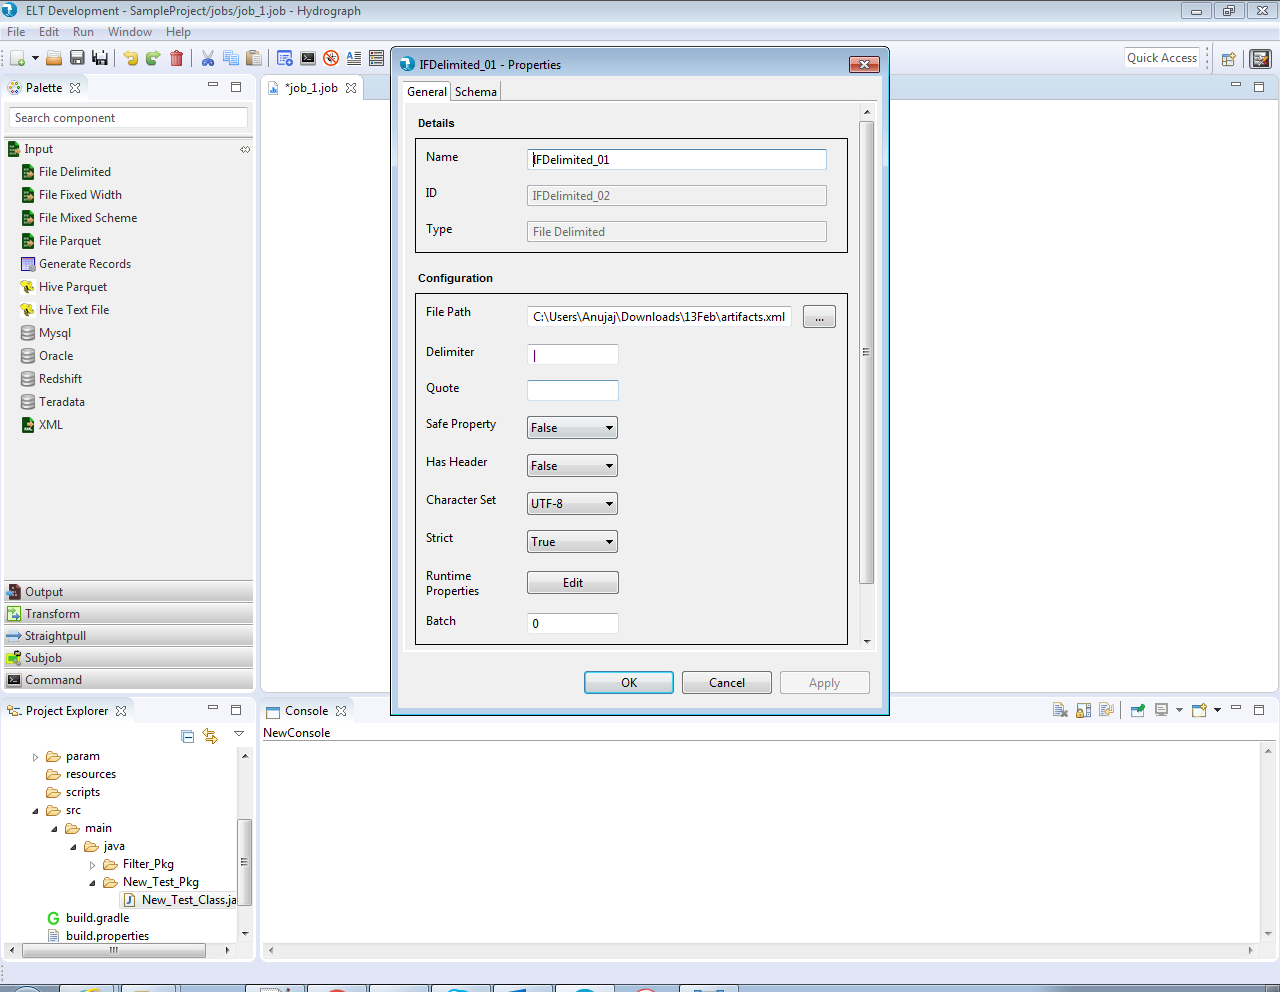 ELT Development - SampleProject/jobs/job_1.job - Hydrograph
File Edit Run Window Help
Quick Access
Palette
Search component
Input
File Delimited
File Fixed Width
File Mixed Scheme
File Parquet
Generate Records
Hive Parquet
Hive Text File
Mysql
Oracle
Redshift
Teradata
XML
Output
Transform
Straightpull
Subjob
Command
*job_1.job
IFDelimited_01 - Properties
General Schema
Details
Name IFDelimited_01
ID IFDelimited_02
Type File Delimited
Configuration
File Path C:\Users\Anujaj\Downloads\13Feb\artifacts.xml ...
Delimiter |
Quote
Safe Property False
Has Header False
Character Set UTF-8
Strict True
Runtime
Properties Edit
Batch 0
OK Cancel Apply
Project Explorer
param
resources
scripts
src
main
java
Filter_Pkg
New_Test_Pkg
New_Test_Class.ja
build.gradle
build.properties
Console
NewConsole